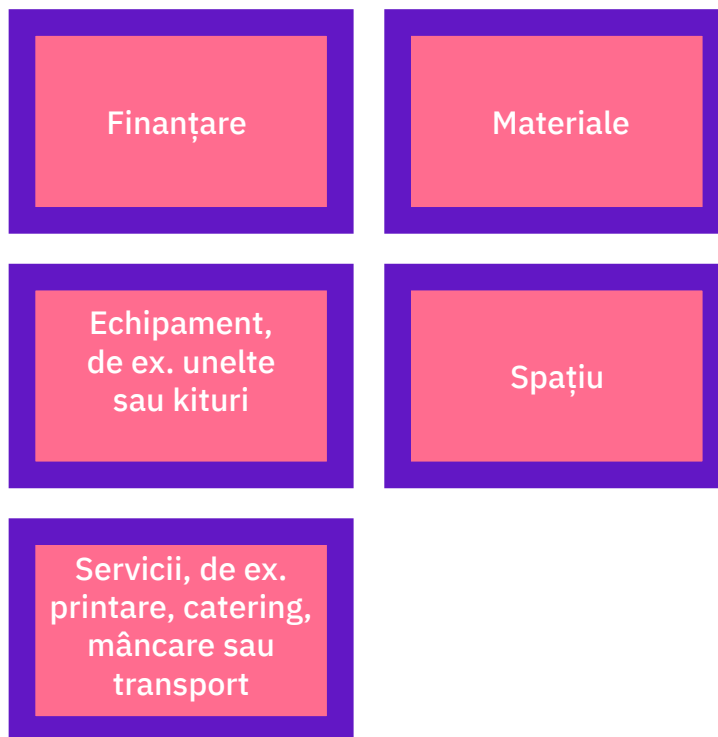 Finanțare
Materiale
Echipament,
de ex. unelte
sau kituri
Spațiu
Servicii, de ex.
printare, catering,
mâncare sau
transport